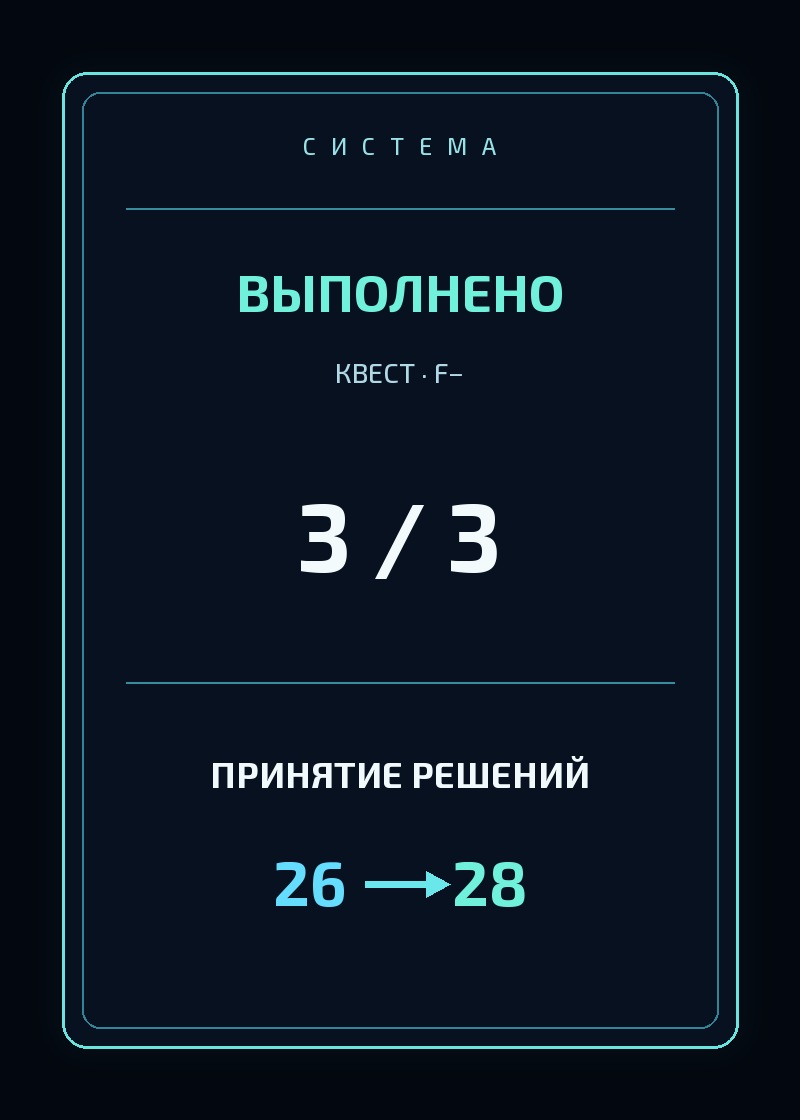 СИСТЕМА
ВЫПОЛНЕНО
КВЕСТ · F–
3 / 3
ПРИНЯТИЕ РЕШЕНИЙ
26 → 28